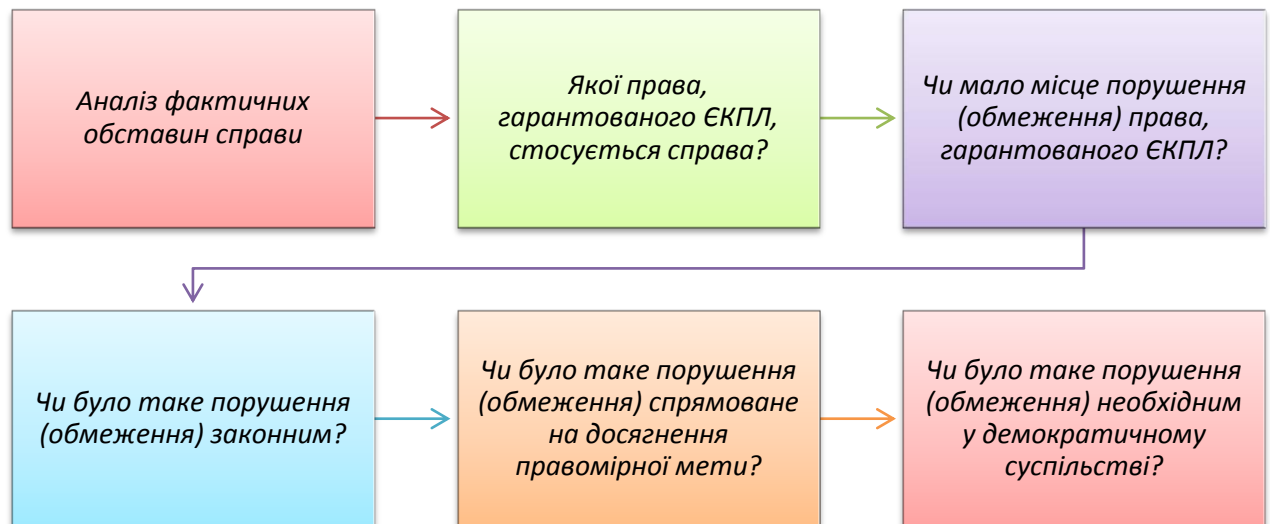 Аналіз фактичних
обставин справи
Якої права,
гарантованого ЄКПЛ,
стосується справа?
Чи мало місце порушення
(обмеження) права,
гарантованого ЄКПЛ?
Чи було таке порушення
(обмеження) законним?
Чи було таке порушення
(обмеження) спрямоване
на досягнення
правомірної мети?
Чи було таке порушення
(обмеження) необхідним
у демократичному
суспільстві?